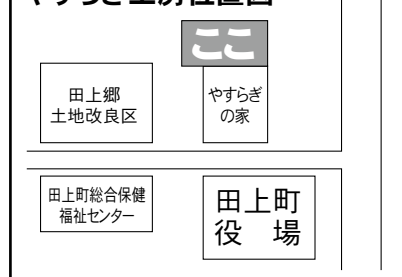 ここ
田上郷
土地改良区
やすらぎ
の家
田上町総合保健
福祉センター
田上町
役　場